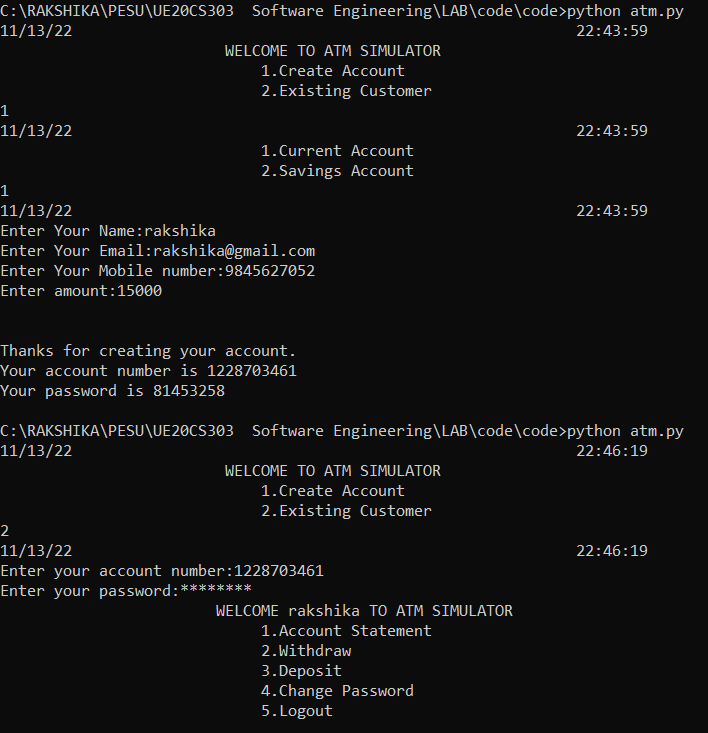 C:\RAKSHIKA\PESU\UE20CS303  Software Engineering\LAB\code\code>python atm.py
11/13/22                                                        22:43:59
                         WELCOME TO ATM SIMULATOR
                             1.Create Account
                             2.Existing Customer
1
11/13/22                                                        22:43:59
                             1.Current Account
                             2.Savings Account
1
11/13/22                                                        22:43:59
Enter Your Name:rakshika
Enter Your Email:rakshika@gmail.com
Enter Your Mobile number:9845627052
Enter amount:15000
Thanks for creating your account.
Your account number is 1228703461
Your password is 81453258
C:\RAKSHIKA\PESU\UE20CS303  Software Engineering\LAB\code\code>python atm.py
11/13/22                                                        22:46:19
                         WELCOME TO ATM SIMULATOR
                             1.Create Account
                             2.Existing Customer
2
11/13/22                                                        22:46:19
Enter your account number:1228703461
Enter your password:********
                        WELCOME rakshika TO ATM SIMULATOR
                             1.Account Statement
                             2.Withdraw
                             3.Deposit
                             4.Change Password
                             5.Logout